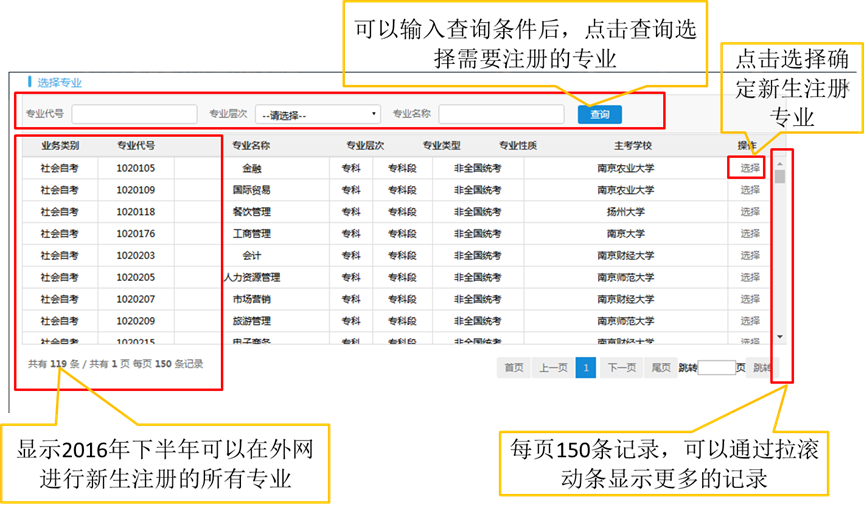 可以输入查询条件后，点击查询选
择需要注册的专业
点击选择确
定新生注册
专业
选择专业
专业代号 专业层次 --请选择-- 专业名称 查询
业务类别 专业代号 专业名称 专业层次 专业类型 专业性质 主考学校 操作
社会自考 1020105 金融 专科 专科段 非全国统考 南京农业大学 选择
社会自考 1020109 国际贸易 专科 专科段 非全国统考 南京农业大学 选择
社会自考 1020118 餐饮管理 专科 专科段 非全国统考 扬州大学 选择
社会自考 1020176 工商管理 专科 专科段 非全国统考 南京大学 选择
社会自考 1020203 会计 专科 专科段 非全国统考 南京财经大学 选择
社会自考 1020205 人力资源管理 专科 专科段 非全国统考 南京师范大学 选择
社会自考 1020207 市场营销 专科 专科段 非全国统考 南京财经大学 选择
社会自考 1020209 旅游管理 专科 专科段 非全国统考 南京师范大学 选择
社会自考 1020215 电子商务 专科 专科段 非全国统考 南京财经大学 选择
共有 119 条 / 共有 1 页 每页 150 条记录
首页 上一页 1 下一页 尾页 跳转 页 跳转
显示2016年下半年可以在外网
进行新生注册的所有专业
每页150条记录，可以通过拉滚
动条显示更多的记录